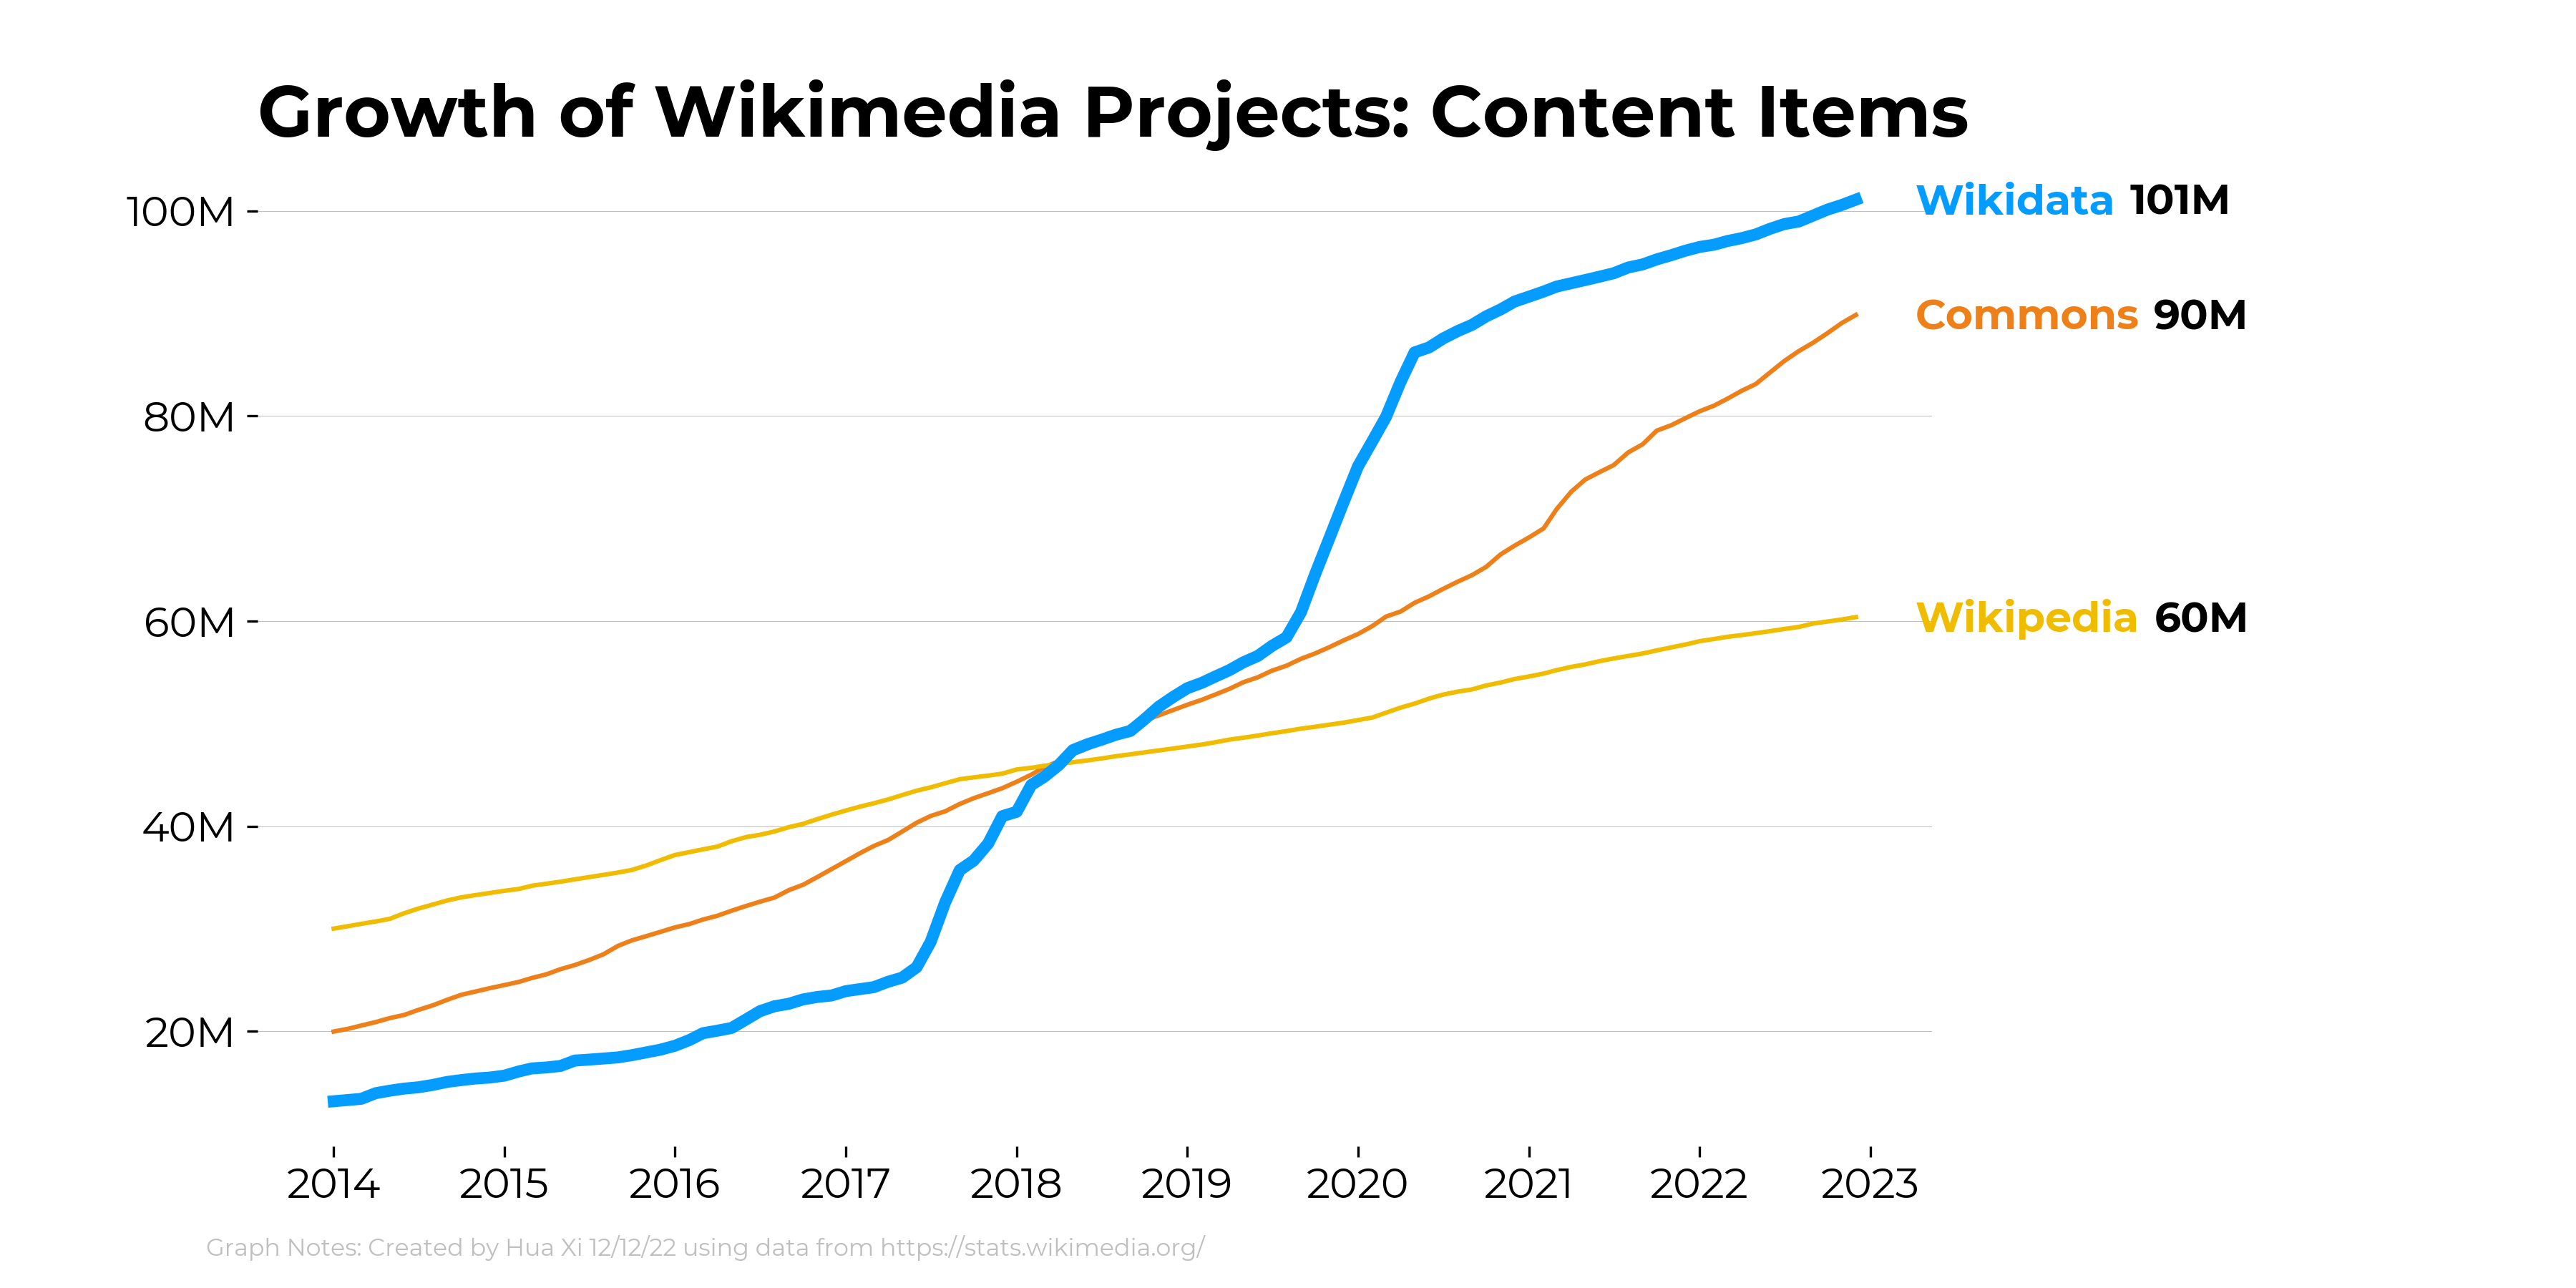 Growth of Wikimedia Projects: Content Items
100M
80M
60M
40M
20M
Wikidata 101M
Commons 90M
Wikipedia 60M
2014 2015 2016 2017 2018 2019 2020 2021 2022 2023
Graph Notes: Created by Hua Xi 12/12/22 using data from https://stats.wikimedia.org/